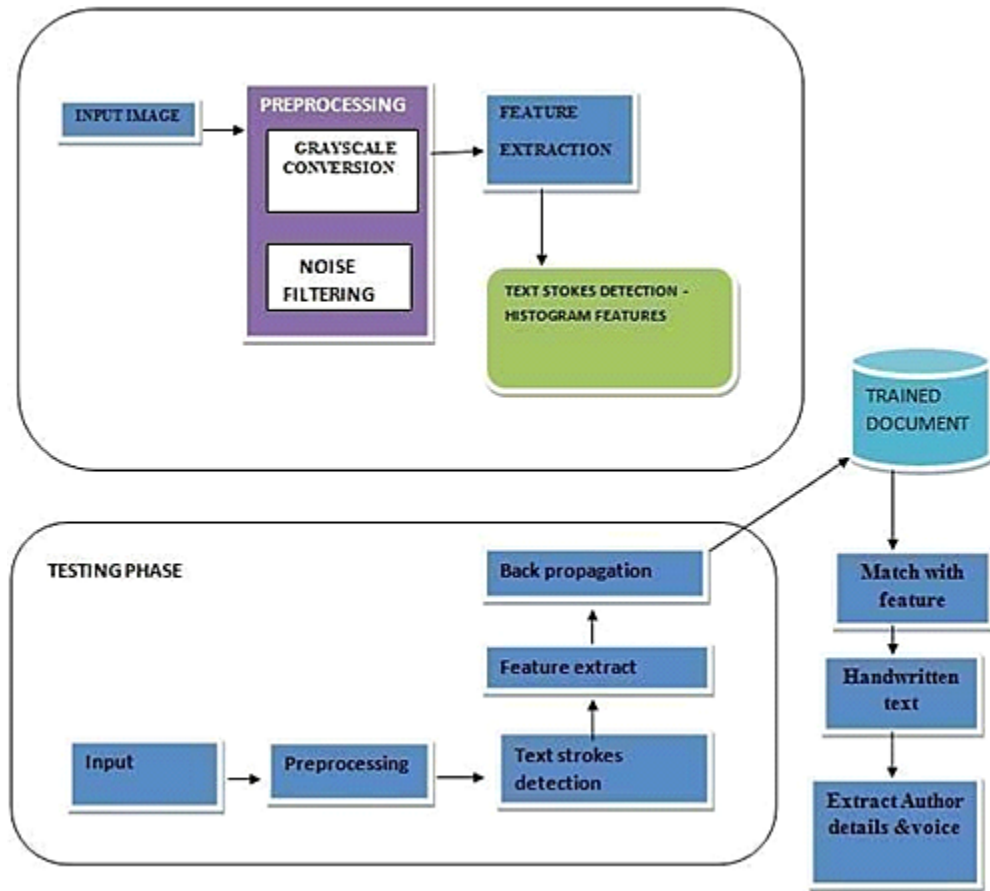 INPUT IMAGE
PREPROCESSING
GRAYSCALE
CONVERSION
NOISE
FILTERING
FEATURE
EXTRACTION
TEXT STOKES DETECTION -
HISTOGRAM FEATURES
TRAINED
DOCUMENT
TESTING PHASE
Back propagation
Feature extract
Input
Preprocessing
Text strokes
detection
Match with
feature
Handwritten
text
Extract Author
details &voice